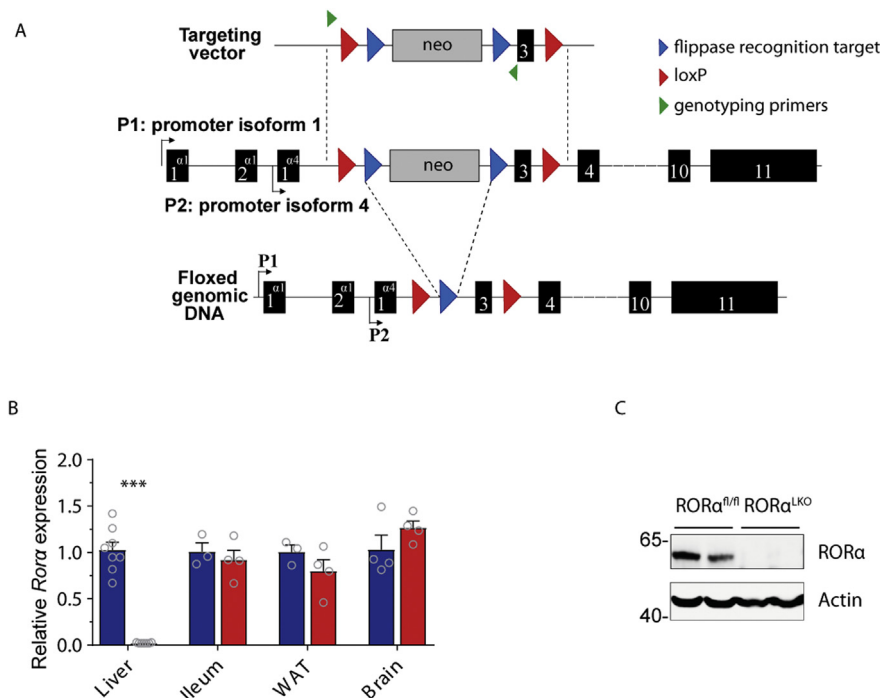 A
Targeting
vector
neo
3
flippase recognition target
loxP
genotyping primers
P1: promoter isoform 1
1 α1
2 α1
1 α4
neo
3
4
10
11
P2: promoter isoform 4
Floxed
genomic
DNA
P1
1 α1
2 α1
1 α4
3
4
10
11
P2
B
Relative Rorα expression
2.0
1.5
1.0
0.5
0.0
***
Liver
Ileum
WAT
Brain
C
RORα^fl/fl RORα^LKO
65-
RORα
Actin
40-